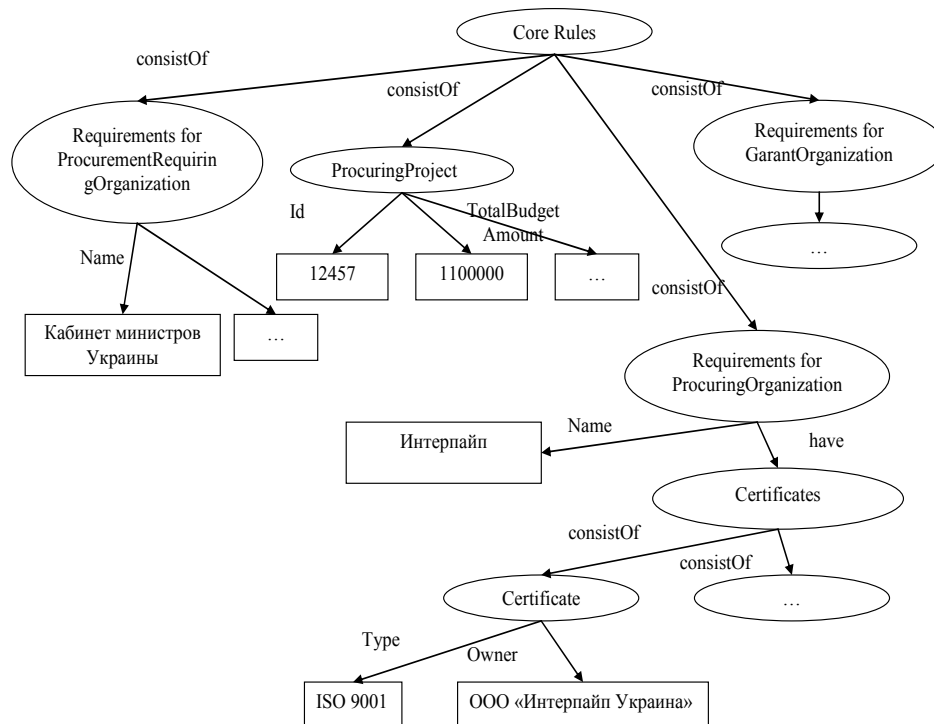 Core Rules
consistOf
consistOf
consistOf
Requirements for
ProcurementRequirin
gOrganization
ProcuringProject
Requirements for
GarantOrganization
Id
TotalBudget
Amount
…
Name
12457
1100000
…
consistOf
Кабинет министров
Украины
…
Requirements for
ProcuringOrganization
Name
Интерпайп
have
Certificates
consistOf
consistOf
Certificate
…
Type
Owner
ISO 9001
ООО «Интерпайп Украина»